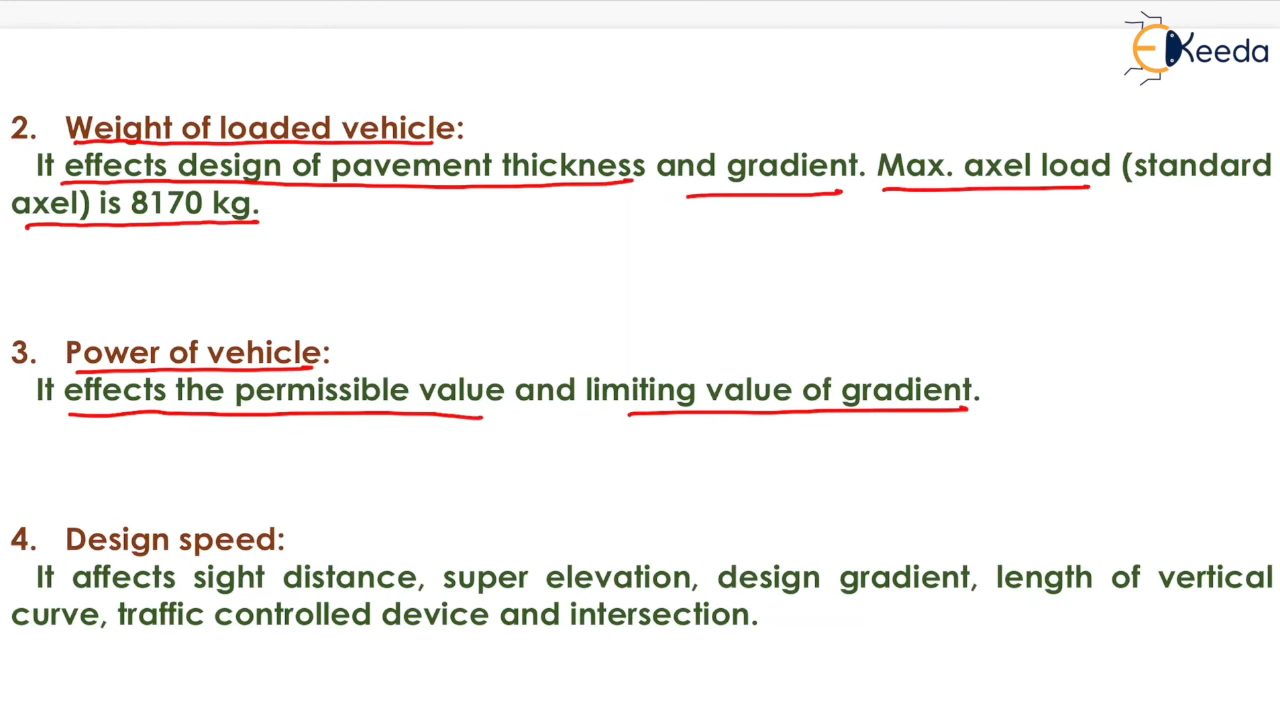 EKeeda
2. Weight of loaded vehicle:
It effects design of pavement thickness and gradient. Max. axel load (standard
axel) is 8170 kg.
3. Power of vehicle:
It effects the permissible value and limiting value of gradient.
4. Design speed:
It affects sight distance, super elevation, design gradient, length of vertical
curve, traffic controlled device and intersection.